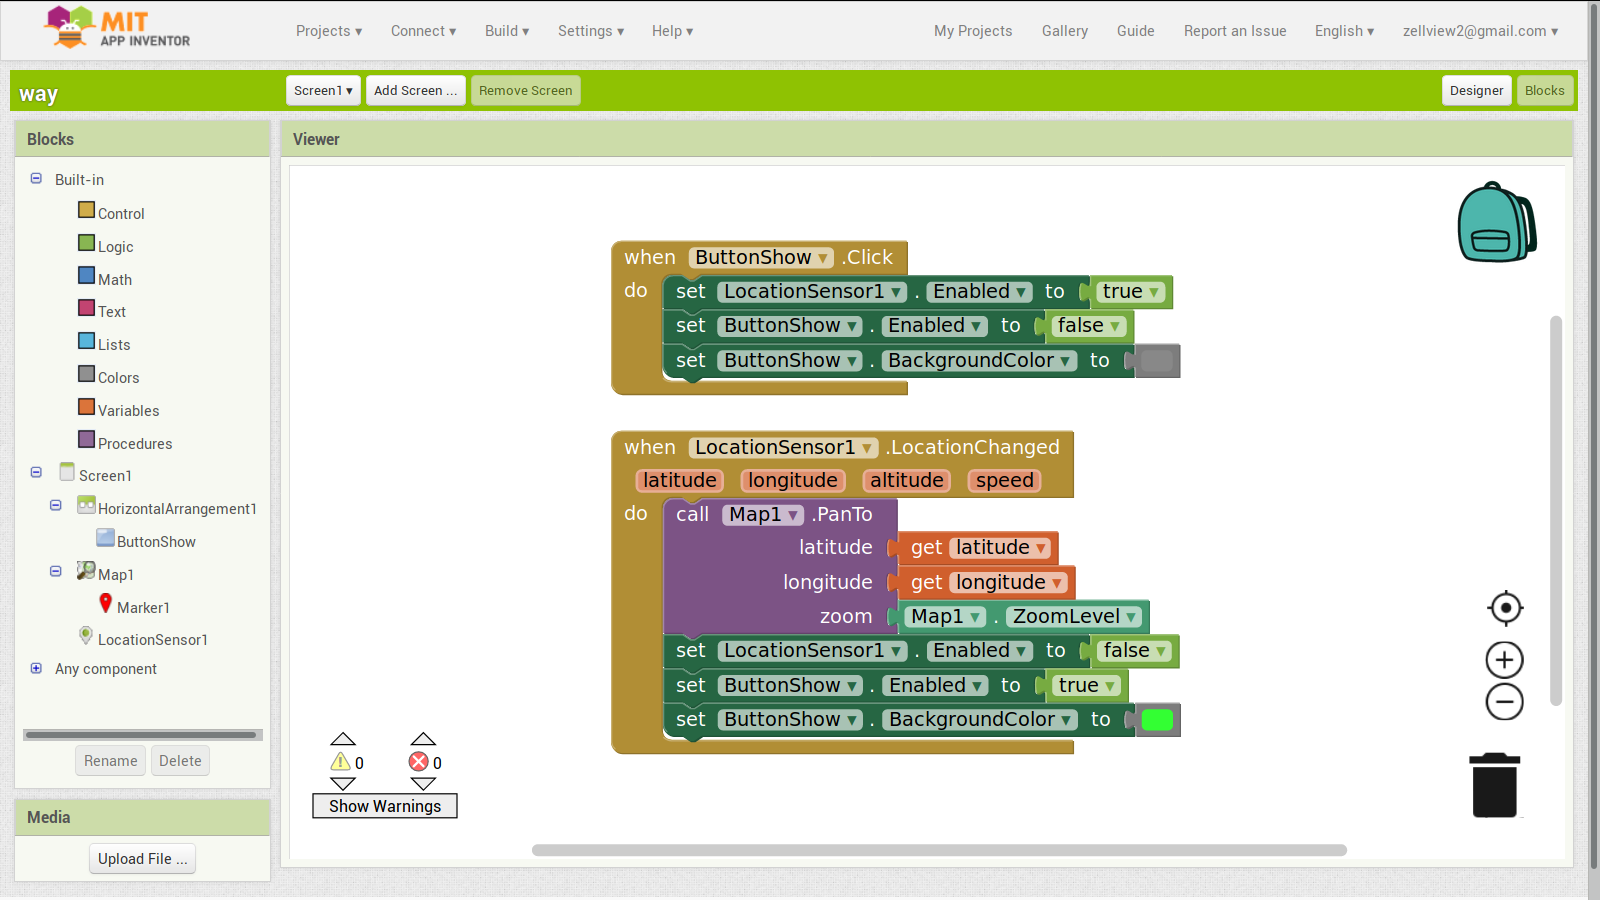 MIT
APP INVENTOR
Projects ▾ Connect ▾ Build ▾ Settings ▾ Help ▾ My Projects Gallery Guide Report an Issue English ▾ zellview2@gmail.com ▾
way Screen1 ▾ Add Screen ... Remove Screen Designer Blocks
Blocks
Built-in
Control
Logic
Math
Text
Lists
Colors
Variables
Procedures
Screen1
HorizontalArrangement1
ButtonShow
Map1
Marker1
LocationSensor1
Any component
Rename Delete
Media
Upload File ...
Viewer
when ButtonShow ▾ .Click
do set LocationSensor1 ▾ . Enabled ▾ to true ▾
set ButtonShow ▾ . Enabled ▾ to false ▾
set ButtonShow ▾ . BackgroundColor ▾ to
when LocationSensor1 ▾ .LocationChanged
latitude longitude altitude speed
do call Map1 ▾ .PanTo
latitude get latitude ▾
longitude get longitude ▾
zoom Map1 ▾ . ZoomLevel ▾
set LocationSensor1 ▾ . Enabled ▾ to false ▾
set ButtonShow ▾ . Enabled ▾ to true ▾
set ButtonShow ▾ . BackgroundColor ▾ to
0 0
Show Warnings